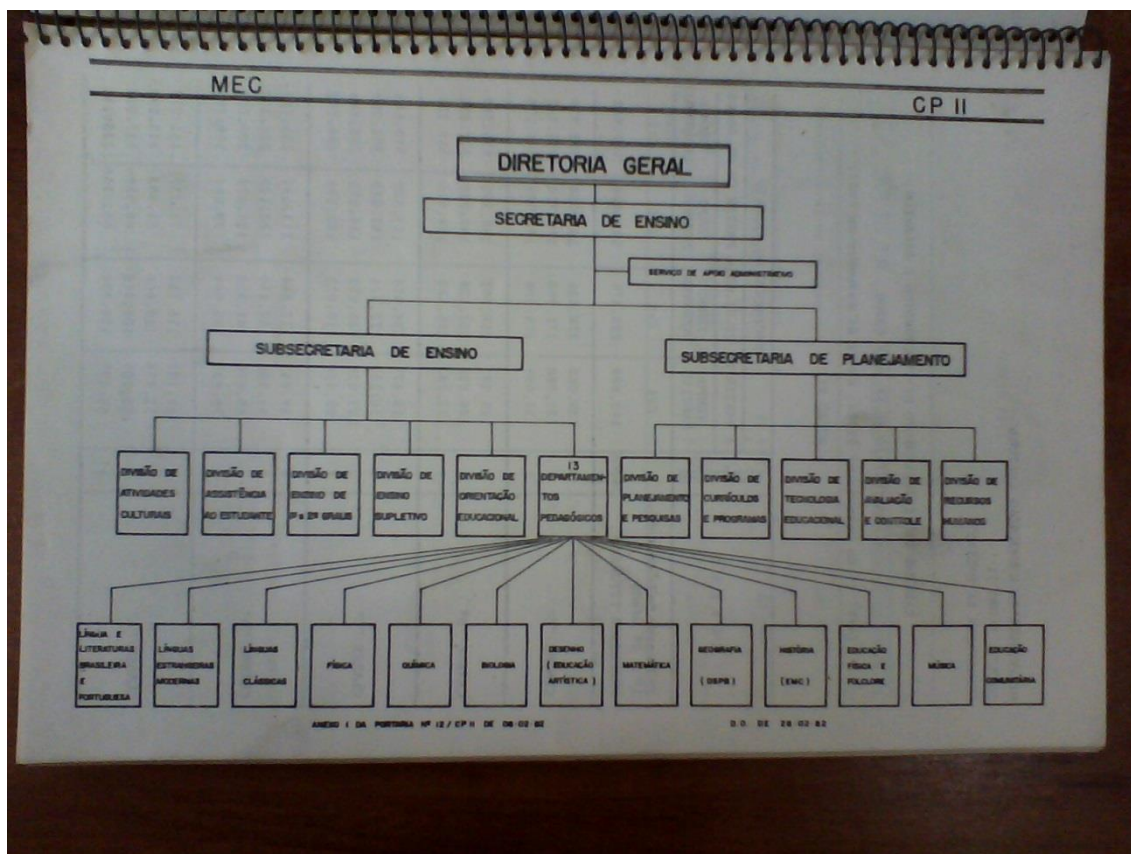 MEC
CP II
DIRETORIA GERAL
SECRETARIA DE ENSINO
SERVIÇO DE APOIO ADMINISTRATIVO
SUBSECRETARIA DE ENSINO
SUBSECRETARIA DE PLANEJAMENTO
DIVISÃO DE
ATIVIDADES
CULTURAIS
DIVISÃO DE
ASSISTÊNCIA
AO ESTUDANTE
DIVISÃO DE
ENSINO DE
1º e 2º GRAUS
DIVISÃO DE
ENSINO
SUPLETIVO
DIVISÃO DE
ORIENTAÇÃO
EDUCACIONAL
13
DEPARTAMEN-
TOS
PEDAGÓGICOS
DIVISÃO DE
PLANEJAMENTO
E PESQUISAS
DIVISÃO DE
CURRÍCULOS
E PROGRAMAS
DIVISÃO DE
TECNOLOGIA
EDUCACIONAL
DIVISÃO DE
AVALIAÇÃO
E CONTROLE
DIVISÃO DE
RECURSOS
HUMANOS
LÍNGUA E
LITERATURAS
BRASILEIRA
E
PORTUGUESA
LÍNGUAS
ESTRANGEIRAS
MODERNAS
LÍNGUAS
CLÁSSICAS
FÍSICA
QUÍMICA
BIOLOGIA
DESENHO
(EDUCAÇÃO
ARTÍSTICA)
MATEMÁTICA
GEOGRAFIA
(OSPB)
HISTÓRIA
(EMC)
EDUCAÇÃO
FÍSICA E
FOLCLORE
MÚSICA
EDUCAÇÃO
COMUNITÁRIA
ANEXO I DA PORTARIA Nº 12/CP II DE 08·02·82
D.O. DE 26·02·82